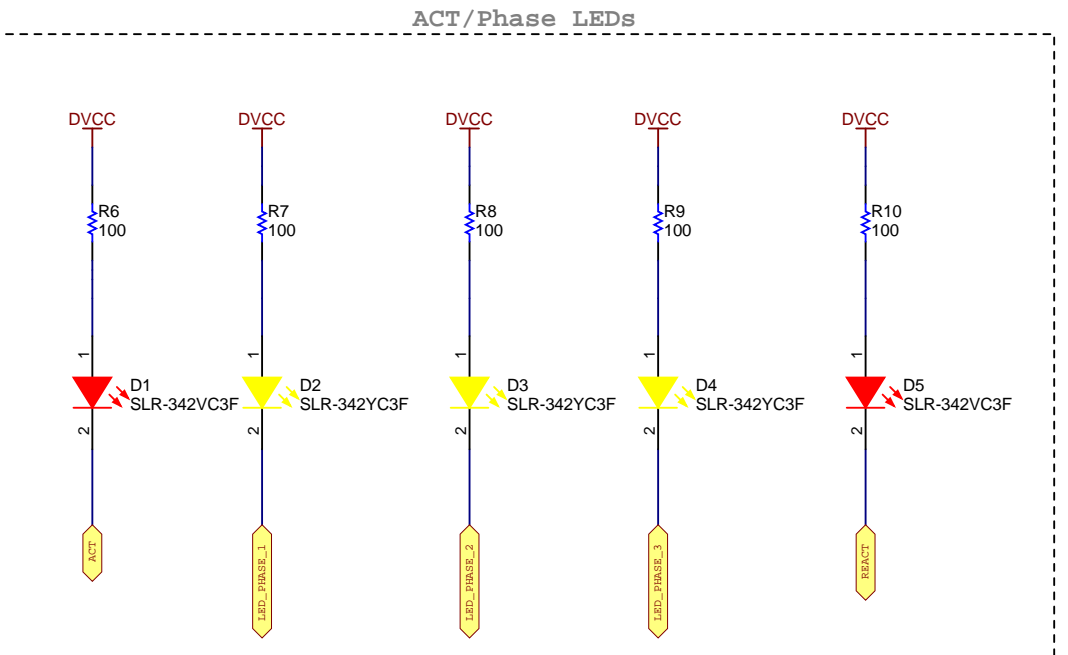 ACT/Phase LEDs
DVCC DVCC DVCC DVCC DVCC
R6 R7 R8 R9 R10
100 100 100 100 100
1 1 1 1 1
D1 D2 D3 D4 D5
SLR-342VC3F SLR-342YC3F SLR-342YC3F SLR-342YC3F SLR-342VC3F
2 2 2 2 2
ACT LED_PHASE_1 LED_PHASE_2 LED_PHASE_3 REACT